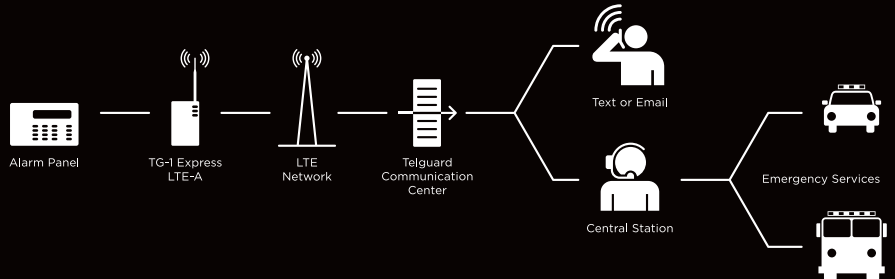 Alarm Panel
TG-1 Express
LTE-A
LTE
Network
Telguard
Communication
Center
Text or Email
Central Station
Emergency Services